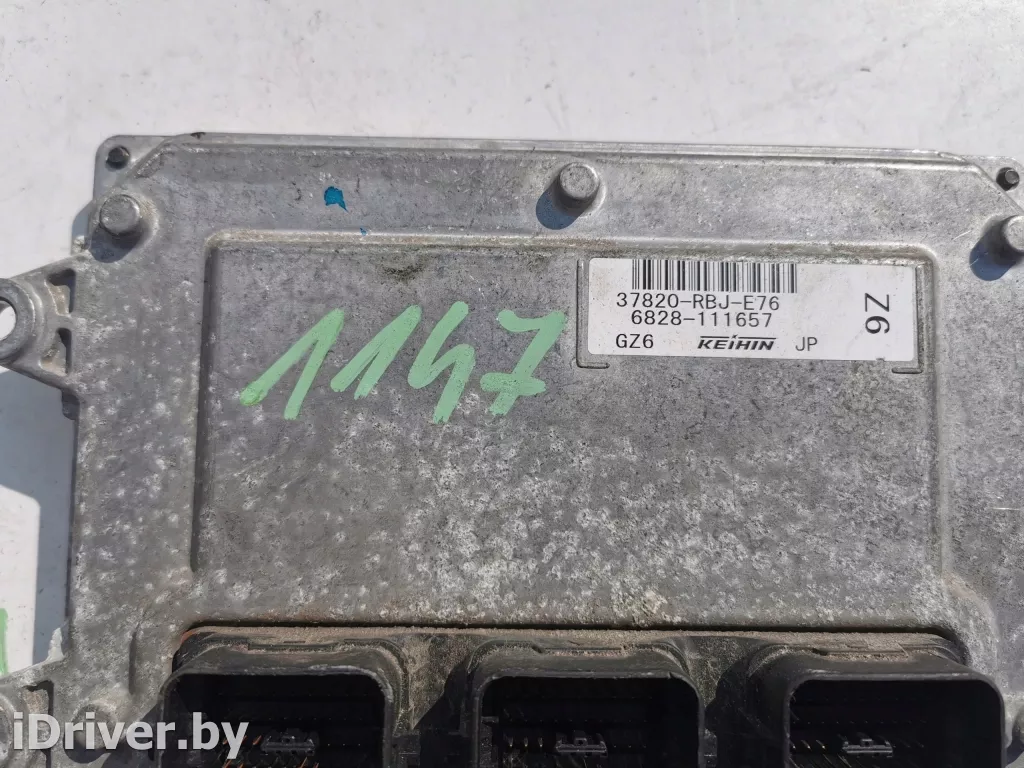 37820-RBJ-E76
6828-111657
GZ6 KEIHIN JP
Z6
1147
iDriver.by